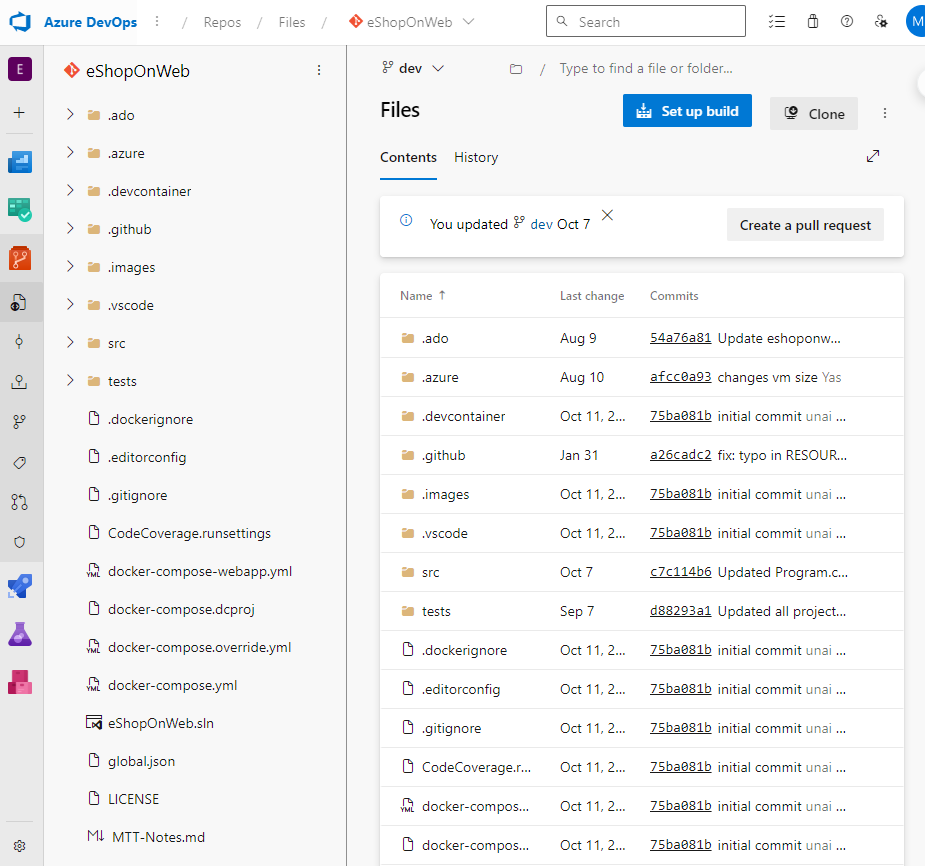 Azure DevOps / Repos / Files / eShopOnWeb Search M
E eShopOnWeb
.ado
.azure
.devcontainer
.github
.images
.vscode
src
tests
.dockerignore
.editorconfig
.gitignore
CodeCoverage.runsettings
docker-compose-webapp.yml
docker-compose.dcproj
docker-compose.override.yml
docker-compose.yml
eShopOnWeb.sln
global.json
LICENSE
MTT-Notes.md
dev / Type to find a file or folder...
Files Set up build Clone
Contents History
You updated dev Oct 7 Create a pull request
Name ↑ Last change Commits
.ado Aug 9 54a76a81 Update eshoponw...
.azure Aug 10 afcc0a93 changes vm size Yas
.devcontainer Oct 11, 2... 75ba081b initial commit unai ...
.github Jan 31 a26cadc2 fix: typo in RESOUR...
.images Oct 11, 2... 75ba081b initial commit unai ...
.vscode Oct 11, 2... 75ba081b initial commit unai ...
src Oct 7 c7c114b6 Updated Program.c...
tests Sep 7 d88293a1 Updated all project...
.dockerignore Oct 11, 2... 75ba081b initial commit unai ...
.editorconfig Oct 11, 2... 75ba081b initial commit unai ...
.gitignore Oct 11, 2... 75ba081b initial commit unai ...
CodeCoverage.r... Oct 11, 2... 75ba081b initial commit unai ...
docker-compos... Oct 11, 2... 75ba081b initial commit unai ...
docker-compos... Oct 11, 2... 75ba081b initial commit unai ...